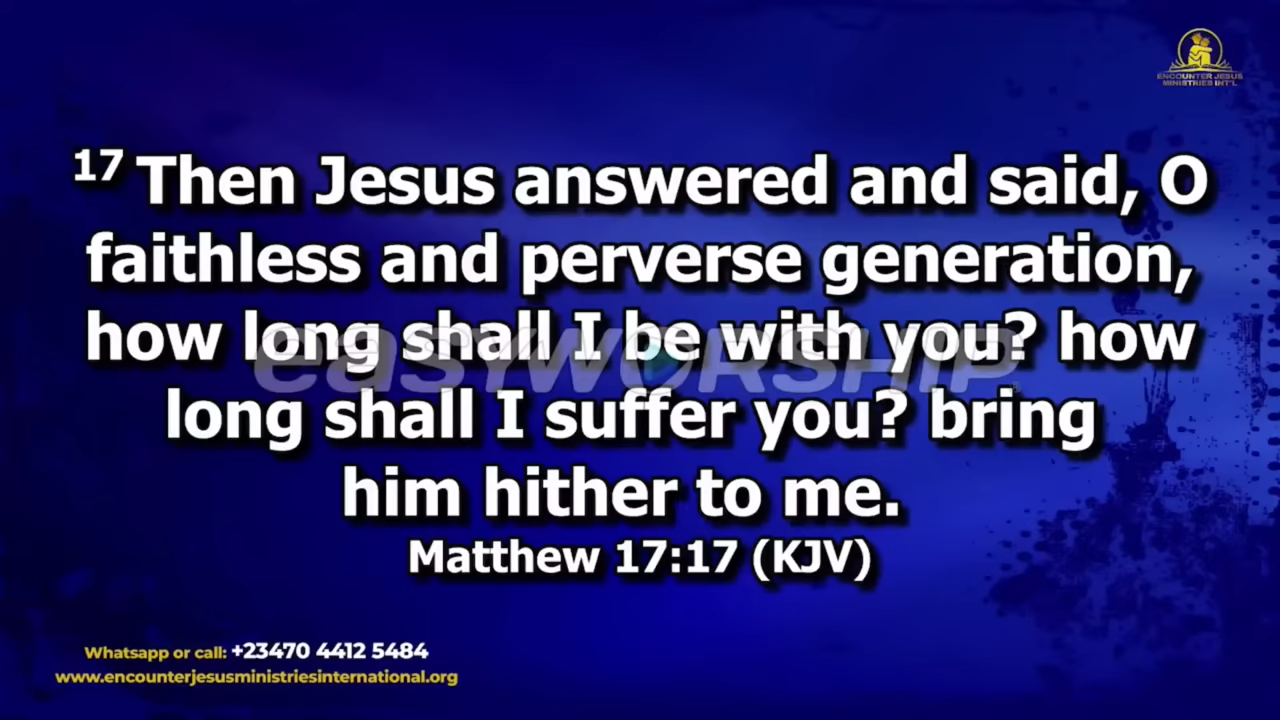 ENCOUNTER JESUS
MINISTRIES INT'L
17 Then Jesus answered and said, O
faithless and perverse generation,
how long shall I be with you? how
easyWORSHIP
long shall I suffer you? bring
him hither to me.
Matthew 17:17 (KJV)
Whatsapp or call: +23470 4412 5484
www.encounterjesusministriesinternational.org